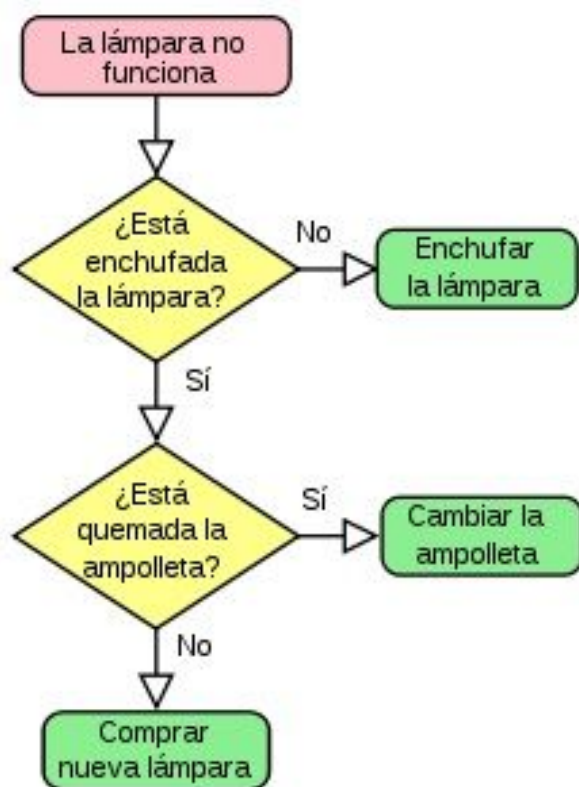 La lámpara no
funciona
¿Está
enchufada
la lámpara?
No
Enchufar
la lámpara
Sí
¿Está
quemada la
ampolleta?
Sí
Cambiar la
ampolleta
No
Comprar
nueva lámpara